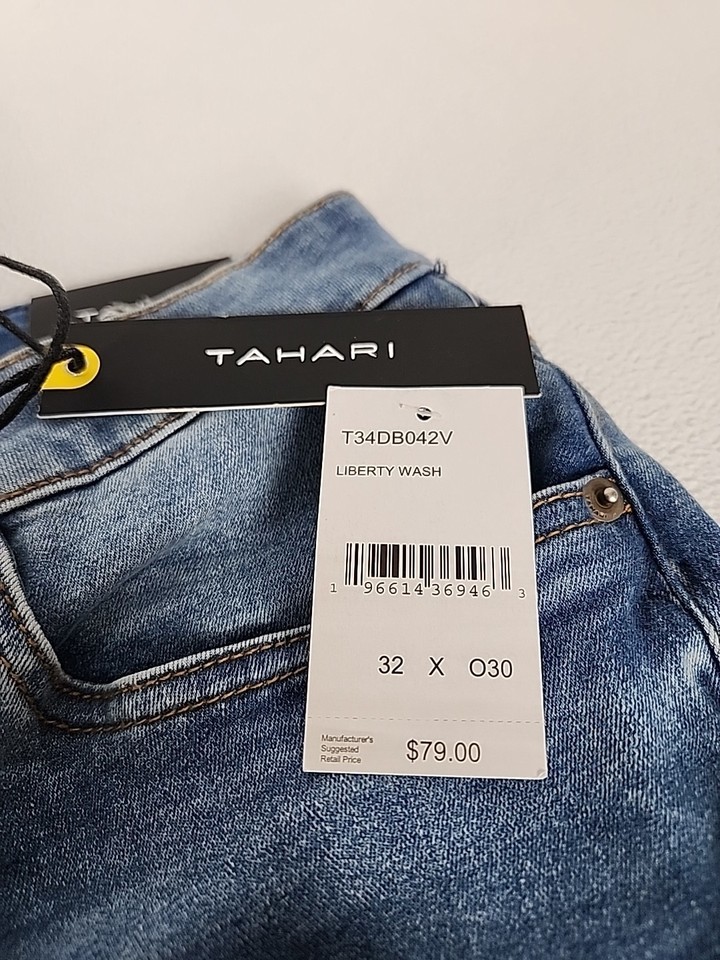 TAHARI
T34DB042V
LIBERTY WASH
1 96614 36946 3
32 X O30
Manufacturer's
Suggested
Retail Price
$79.00